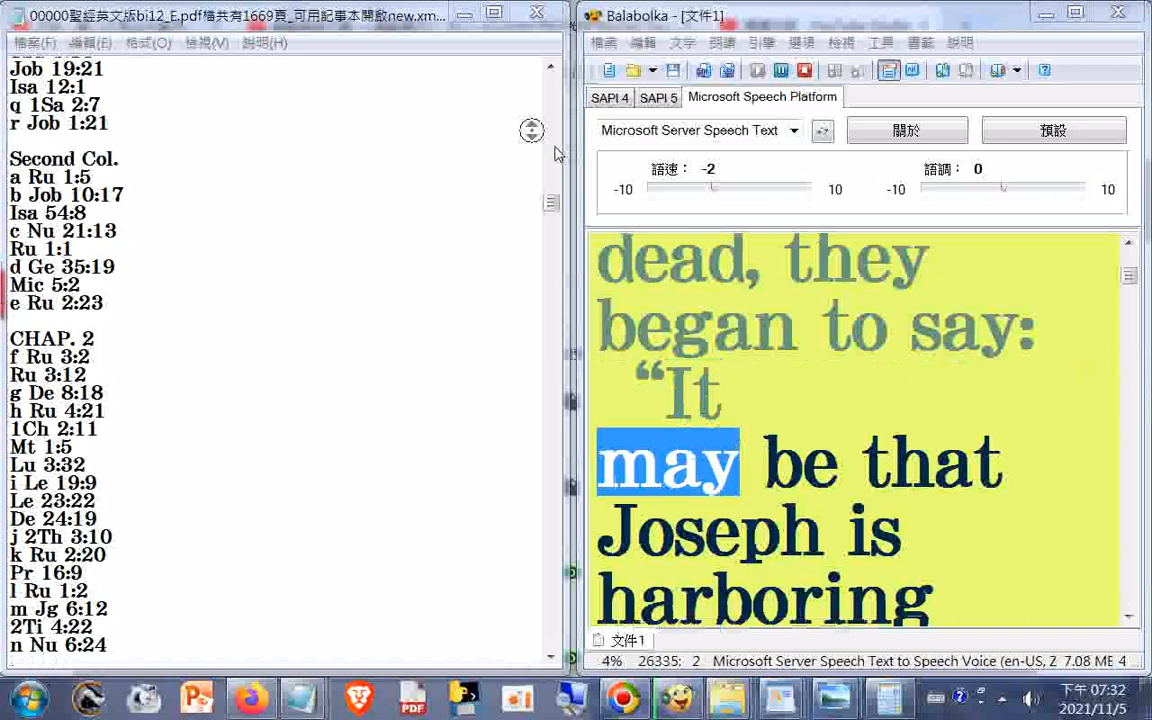 00000聖經英文版bi12_E.pdf檔共有1669頁_可用記事本開啟new.xm...
檔案(F) 編輯(E) 格式(O) 檢視(V) 說明(H)
Job 19:21
Isa 12:1
q 1Sa 2:7
r Job 1:21
Second Col.
a Ru 1:5
b Job 10:17
Isa 54:8
c Nu 21:13
Ru 1:1
d Ge 35:19
Mic 5:2
e Ru 2:23
CHAP. 2
f Ru 3:2
Ru 3:12
g De 8:18
h Ru 4:21
1Ch 2:11
Mt 1:5
Lu 3:32
i Le 19:9
Le 23:22
De 24:19
j 2Th 3:10
k Ru 2:20
Pr 16:9
l Ru 1:2
m Jg 6:12
2Ti 4:22
n Nu 6:24
Balabolka - [文件1]
檔案 編輯 文字 朗讀 引擎 選項 檢視 工具 書籤 說明
SAPI 4 SAPI 5 Microsoft Speech Platform
Microsoft Server Speech Text 關於 預設
語速： -2 語調： 0
-10 10 -10 10
dead, they
began to say:
“It
may be that
Joseph is
harboring
文件1
4% 26335: 2 Microsoft Server Speech Text to Speech Voice (en-US, Z 7.08 ME 4
PDF
下午 07:32
2021/11/5